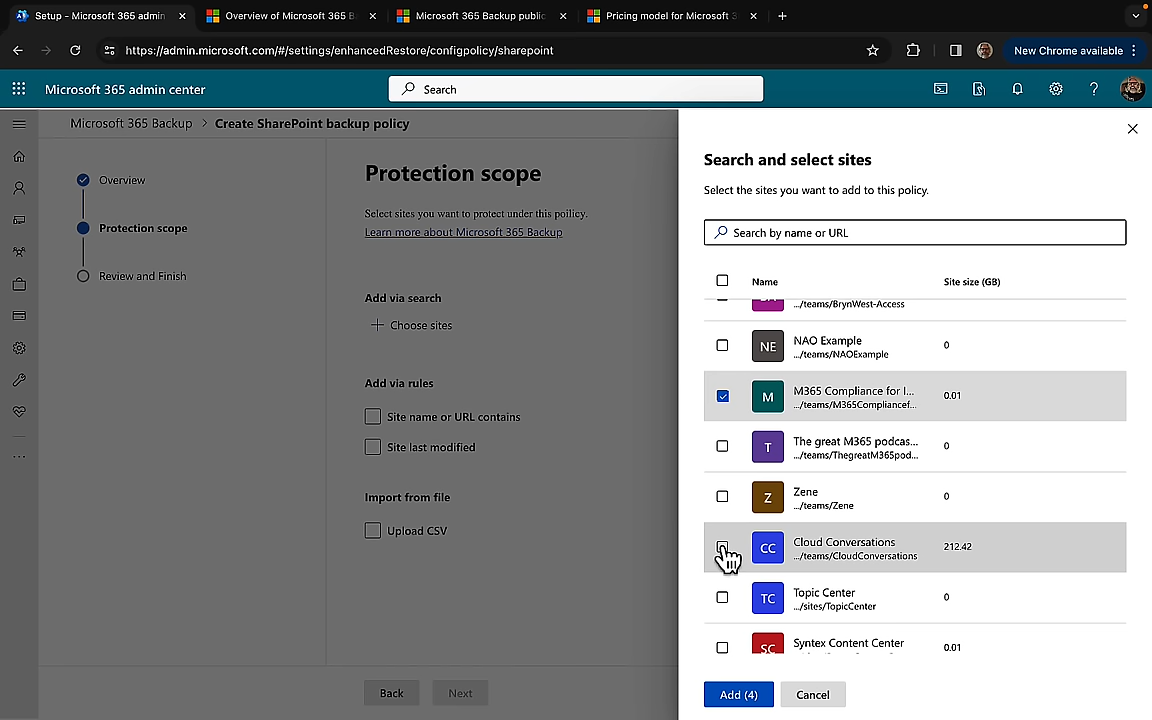 Setup - Microsoft 365 admin
Overview of Microsoft 365 B
Microsoft 365 Backup public
Pricing model for Microsoft 3
https://admin.microsoft.com/#/settings/enhancedRestore/configpolicy/sharepoint
New Chrome available
Microsoft 365 admin center
Search
Microsoft 365 Backup > Create SharePoint backup policy
Overview
Protection scope
Review and Finish
Protection scope
Select sites you want to protect under this poliicy.
Learn more about Microsoft 365 Backup
Add via search
Choose sites
Add via rules
Site name or URL contains
Site last modified
Import from file
Upload CSV
Back
Next
Search and select sites
Select the sites you want to add to this policy.
Search by name or URL
Name
Site size (GB)
.../teams/BrynWest-Access
NE
NAO Example
.../teams/NAOExample
0
M
M365 Compliance for I...
.../teams/M365Compliancef...
0.01
T
The great M365 podcas...
.../teams/ThegreatM365pod...
0
Z
Zene
.../teams/Zene
0
CC
Cloud Conversations
.../teams/CloudConversations
212.42
TC
Topic Center
.../sites/TopicCenter
0
SC
Syntex Content Center
0.01
Add (4)
Cancel